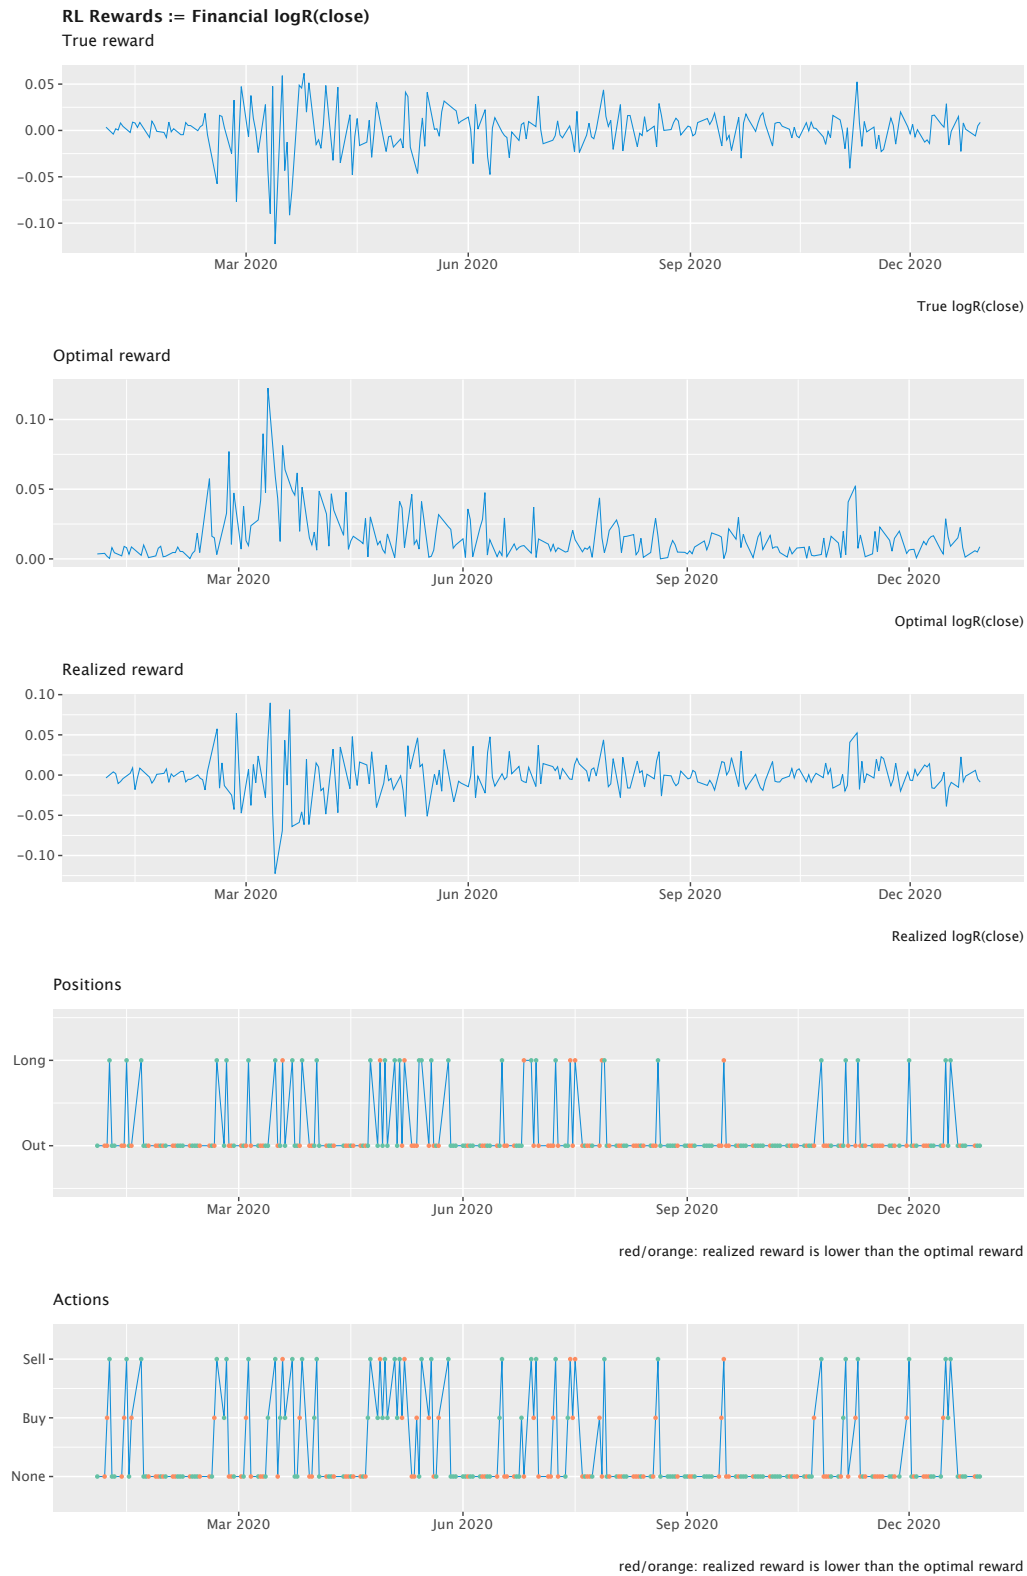 RL Rewards := Financial logR(close)
True reward
0.05
0.00
−0.05
−0.10
Mar 2020 Jun 2020 Sep 2020 Dec 2020
True logR(close)
Optimal reward
0.10
0.05
0.00
Mar 2020 Jun 2020 Sep 2020 Dec 2020
Optimal logR(close)
Realized reward
0.10
0.05
0.00
−0.05
−0.10
Mar 2020 Jun 2020 Sep 2020 Dec 2020
Realized logR(close)
Positions
Long
Out
Mar 2020 Jun 2020 Sep 2020 Dec 2020
red/orange: realized reward is lower than the optimal reward
Actions
Sell
Buy
None
Mar 2020 Jun 2020 Sep 2020 Dec 2020
red/orange: realized reward is lower than the optimal reward